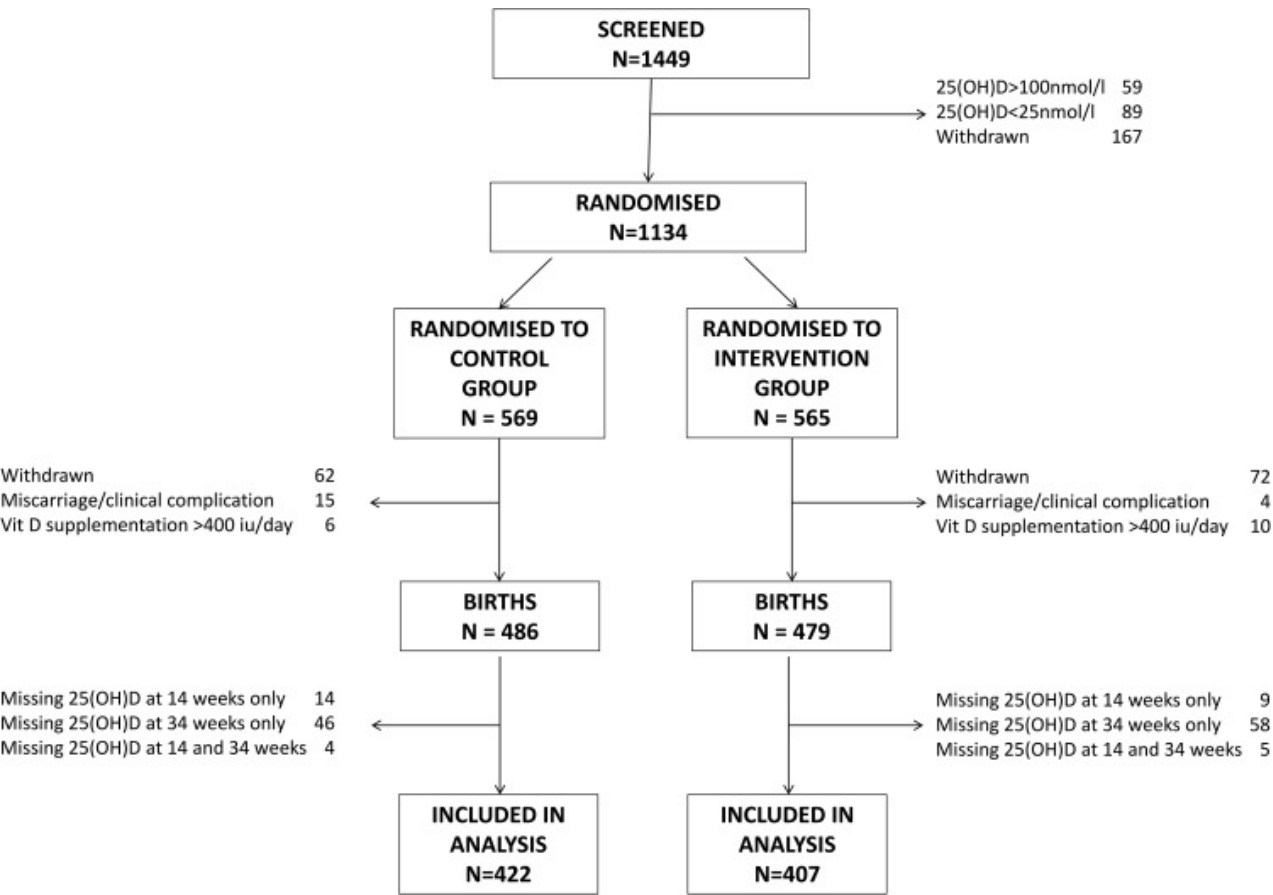 SCREENED
N=1449
25(OH)D>100nmol/l 59
25(OH)D<25nmol/l 89
Withdrawn 167
RANDOMISED
N=1134
RANDOMISED TO
CONTROL
GROUP
N = 569
RANDOMISED TO
INTERVENTION
GROUP
N = 565
Withdrawn 62
Miscarriage/clinical complication 15
Vit D supplementation >400 iu/day 6
Withdrawn 72
Miscarriage/clinical complication 4
Vit D supplementation >400 iu/day 10
BIRTHS
N = 486
BIRTHS
N = 479
Missing 25(OH)D at 14 weeks only 14
Missing 25(OH)D at 34 weeks only 46
Missing 25(OH)D at 14 and 34 weeks 4
Missing 25(OH)D at 14 weeks only 9
Missing 25(OH)D at 34 weeks only 58
Missing 25(OH)D at 14 and 34 weeks 5
INCLUDED IN
ANALYSIS
N=422
INCLUDED IN
ANALYSIS
N=407